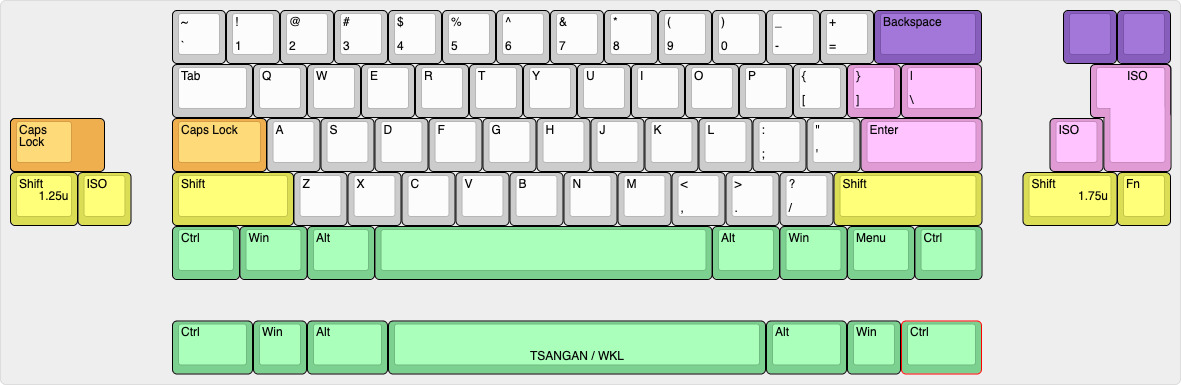 ~ ! @ # $ % ^ & * ( ) _ + Backspace
` 1 2 3 4 5 6 7 8 9 0 - =
Tab Q W E R T Y U I O P { } | ISO
[ ] \
Caps Lock Caps Lock A S D F G H J K L : " Enter ISO
; '
Shift 1.25u ISO Shift Z X C V B N M < > ? Shift Shift 1.75u Fn
, . /
Ctrl Win Alt Alt Win Menu Ctrl
Ctrl Win Alt Alt Win Ctrl
TSANGAN / WKL